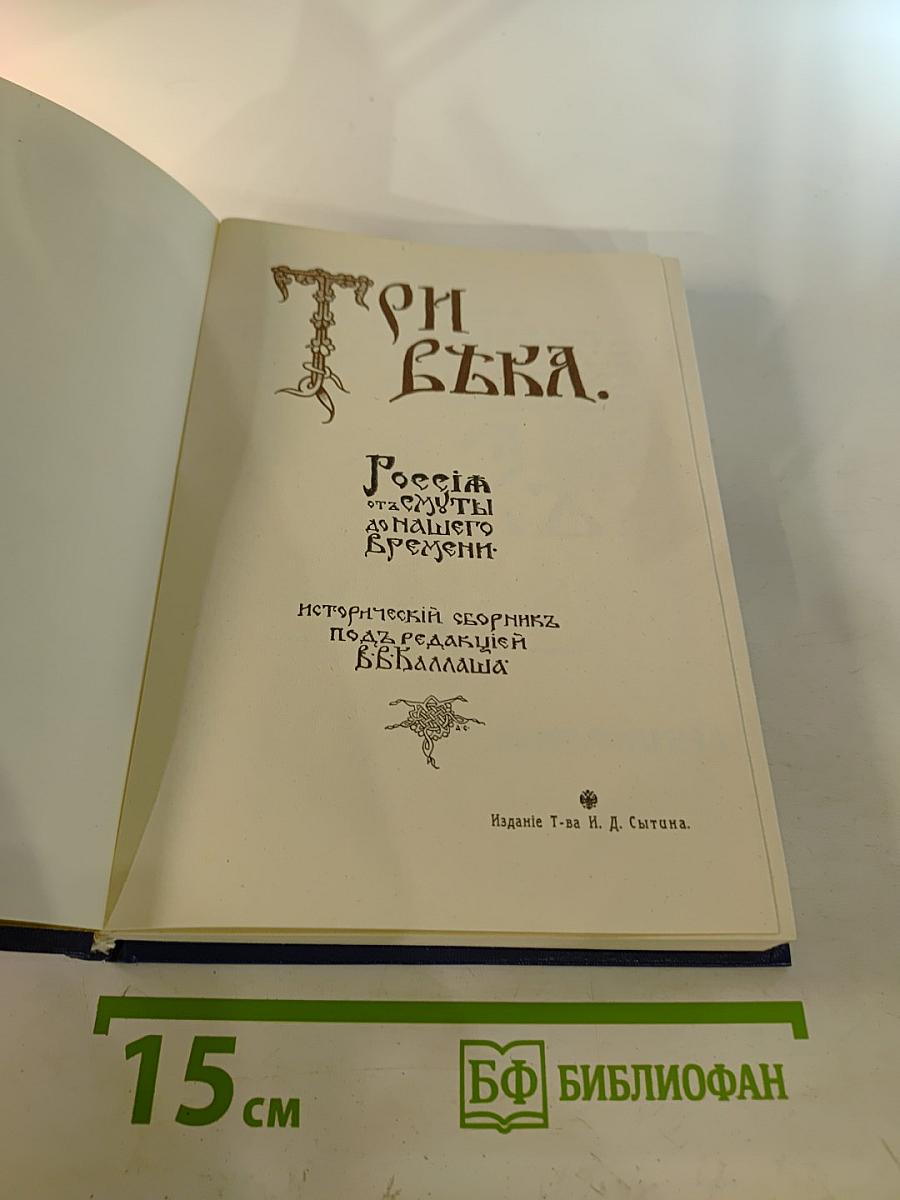 Три
вѣка.
Россіѧ
отъ смуты
до нашего
времени.
историческій сборникъ
подъ редакціей
В. В. Каллаша
А С
Изданіе Т-ва И. Д. Сытина.
15 см
БФ БИБЛИОФАН